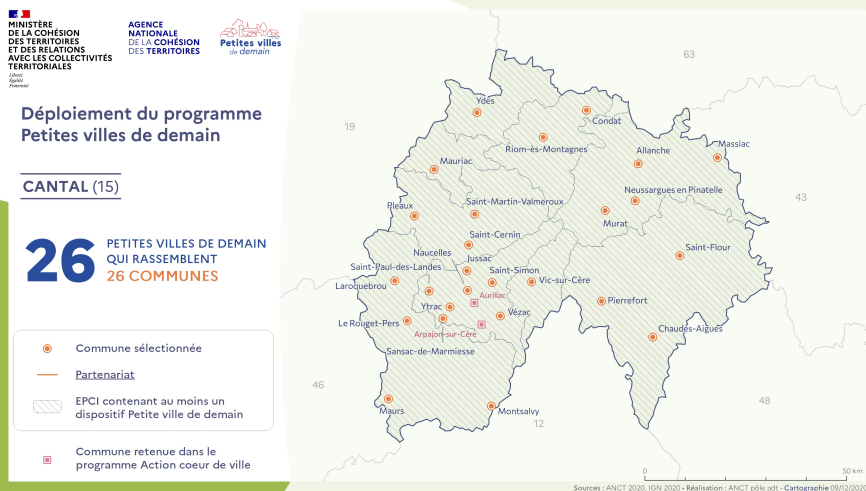 MINISTÈRE
DE LA COHÉSION
DES TERRITOIRES
ET DES RELATIONS
AVEC LES COLLECTIVITÉS
TERRITORIALES
Liberté
Égalité
Fraternité
AGENCE
NATIONALE
DE LA COHÉSION
DES TERRITOIRES
Petites villes
de demain
Déploiement du programme
Petites villes de demain
CANTAL (15)
26
PETITES VILLES DE DEMAIN
QUI RASSEMBLENT
26 COMMUNES
Commune sélectionnée
Partenariat
EPCI contenant au moins un
dispositif Petite ville de demain
Commune retenue dans le
programme Action coeur de ville
63
19
43
46
48
12
Ydes
Condat
Riom-ès-Montagnes
Allanche
Massiac
Mauriac
Neussargues en Pinatelle
Saint-Martin-Valmeroux
Pleaux
Murat
Saint-Cernin
Saint-Flour
Naucelles
Jussac
Saint-Paul-des-Landes
Saint-Simon
Vic-sur-Cère
Laroquebrou
Aurillac
Pierrefort
Ytrac
Vézac
Le Rouget-Pers
Arpajon-sur-Cère
Chaudes-Aigues
Sansac-de-Marmiesse
Maurs
Montsalvy
0
50 km
Sources : ANCT 2020, IGN 2020 • Réalisation : ANCT pôle adt - Cartographie 09/12/2020